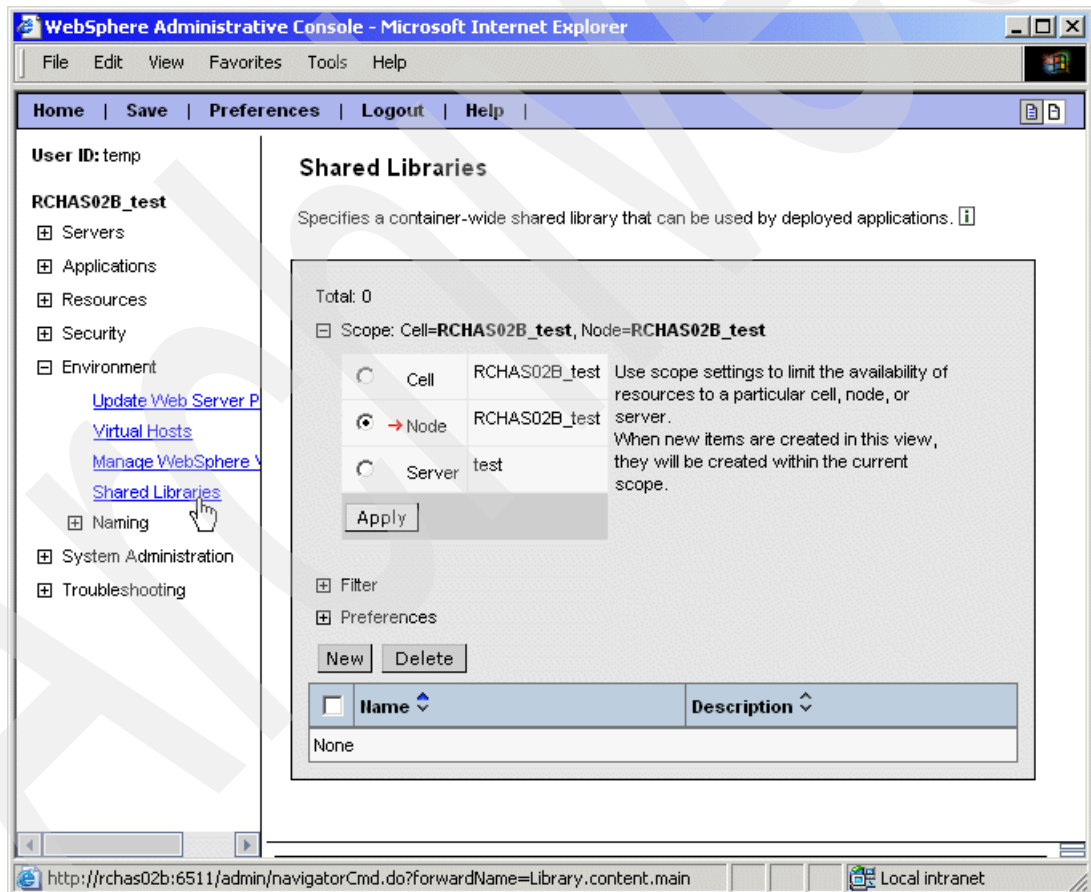 WebSphere Administrative Console - Microsoft Internet Explorer
File Edit View Favorites Tools Help
Home | Save | Preferences | Logout | Help |
User ID: temp
RCHAS02B_test
Servers
Applications
Resources
Security
Environment
Update Web Server P
Virtual Hosts
Manage WebSphere V
Shared Libraries
Naming
System Administration
Troubleshooting
Shared Libraries
Specifies a container-wide shared library that can be used by deployed applications. i
Total: 0
Scope: Cell=RCHAS02B_test, Node=RCHAS02B_test
Cell RCHAS02B_test
Node RCHAS02B_test
Server test
Use scope settings to limit the availability of
resources to a particular cell, node, or
server.
When new items are created in this view,
they will be created within the current
scope.
Apply
Filter
Preferences
New Delete
Name Description
None
http://rchas02b:6511/admin/navigatorCmd.do?forwardName=Library.content.main Local intranet